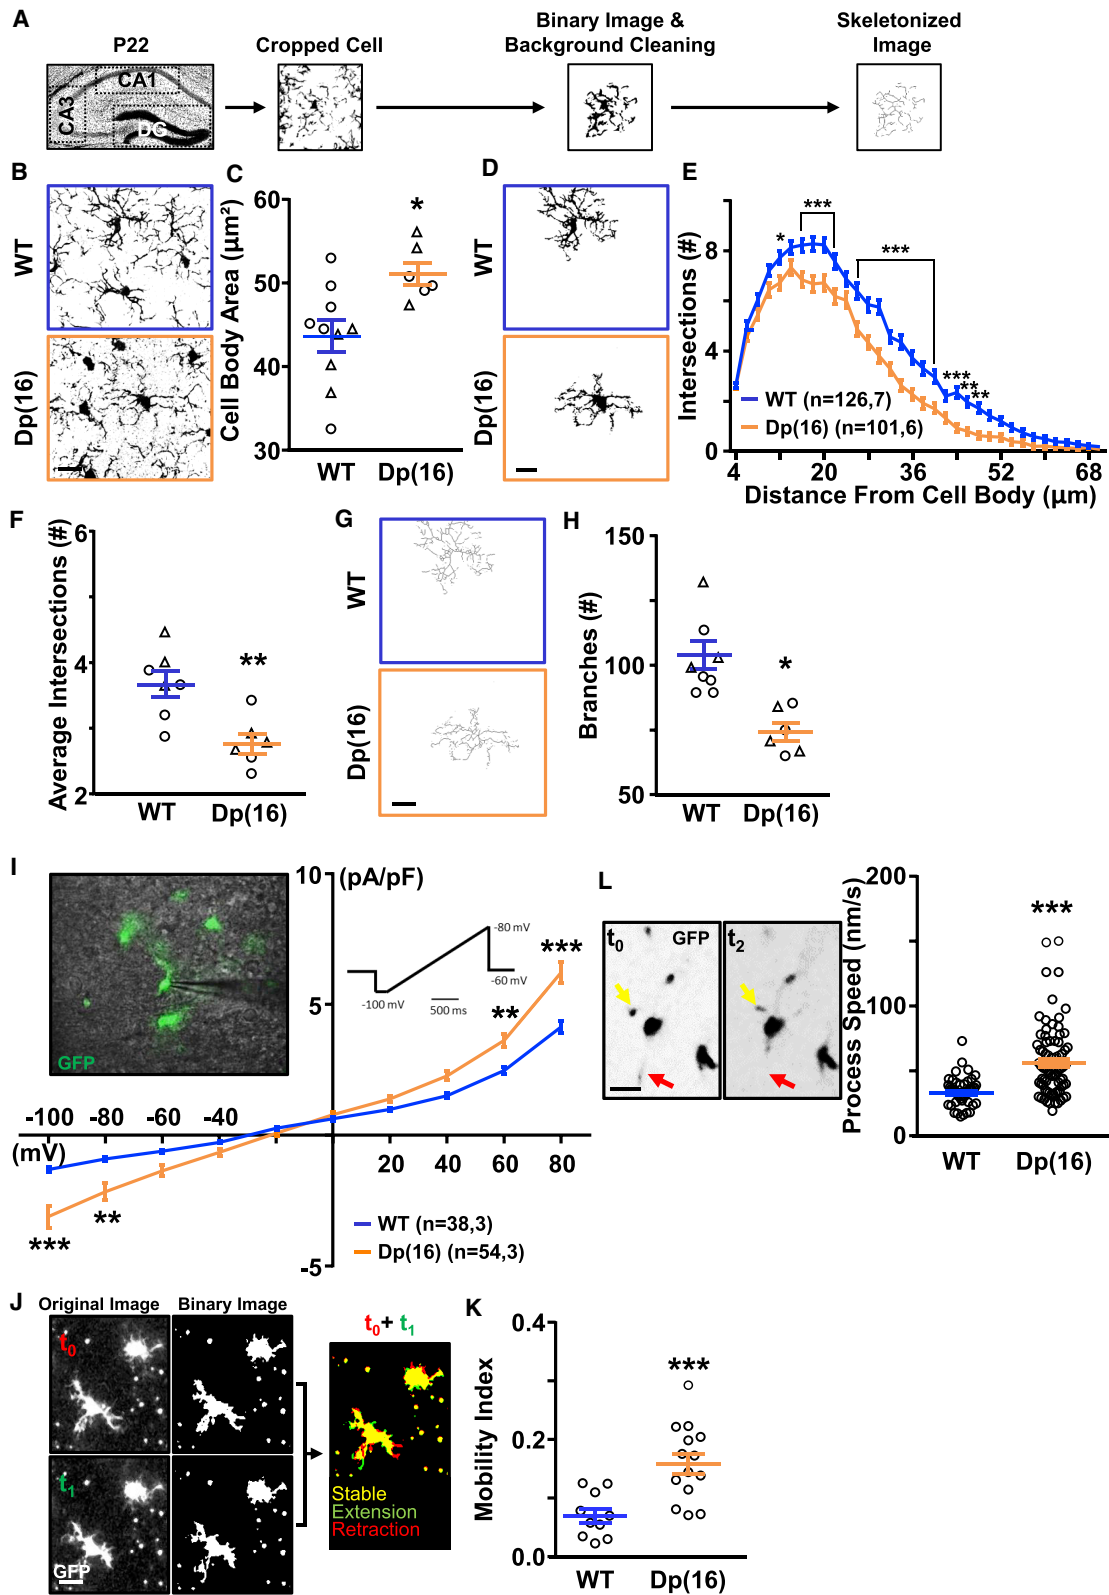 A
P22
Cropped Cell
Binary Image &
Background Cleaning
Skeletonized
Image
CA1
CA3
DG
B
WT
Dp(16)
C
Cell Body Area (µm²)
60
50
40
30
*
WT
Dp(16)
D
WT
Dp(16)
E
Intersections (#)
8
4
0
*
***
***
***
**
**
WT (n=126,7)
Dp(16) (n=101,6)
4 20 36 52 68
Distance From Cell Body (µm)
F
Average Intersections (#)
6
4
2
**
WT
Dp(16)
G
WT
Dp(16)
H
Branches (#)
150
100
50
*
WT
Dp(16)
I
GFP
10
(pA/pF)
5
-5
-80 mV
-60 mV
-100 mV
500 ms
***
**
-100 -80 -60 -40
(mV)
20 40 60 80
**
***
WT (n=38,3)
Dp(16) (n=54,3)
L
t0
GFP
t2
Process Speed (nm/s)
200
100
0
***
WT
Dp(16)
J
Original Image
Binary Image
t0
t1
GFP
t0+ t1
Stable
Extension
Retraction
K
Mobility Index
0.4
0.2
0.0
***
WT
Dp(16)